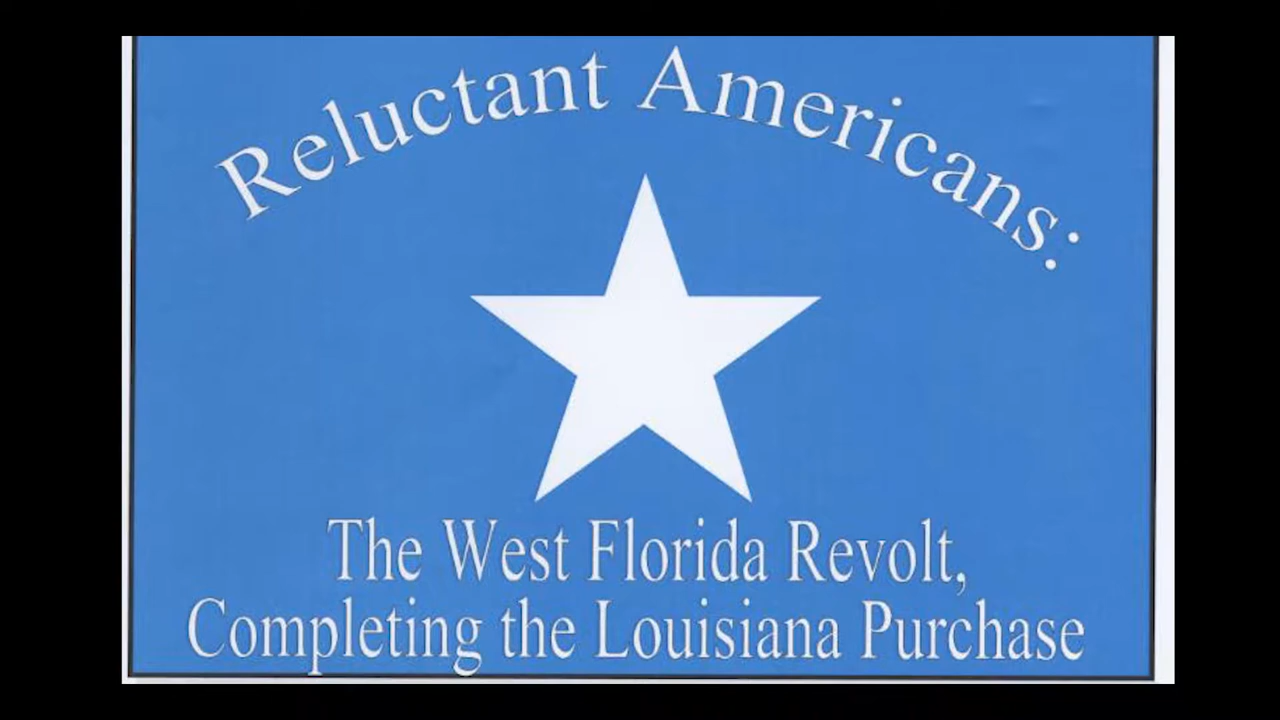 Reluctant Americans:
The West Florida Revolt,
Completing the Louisiana Purchase